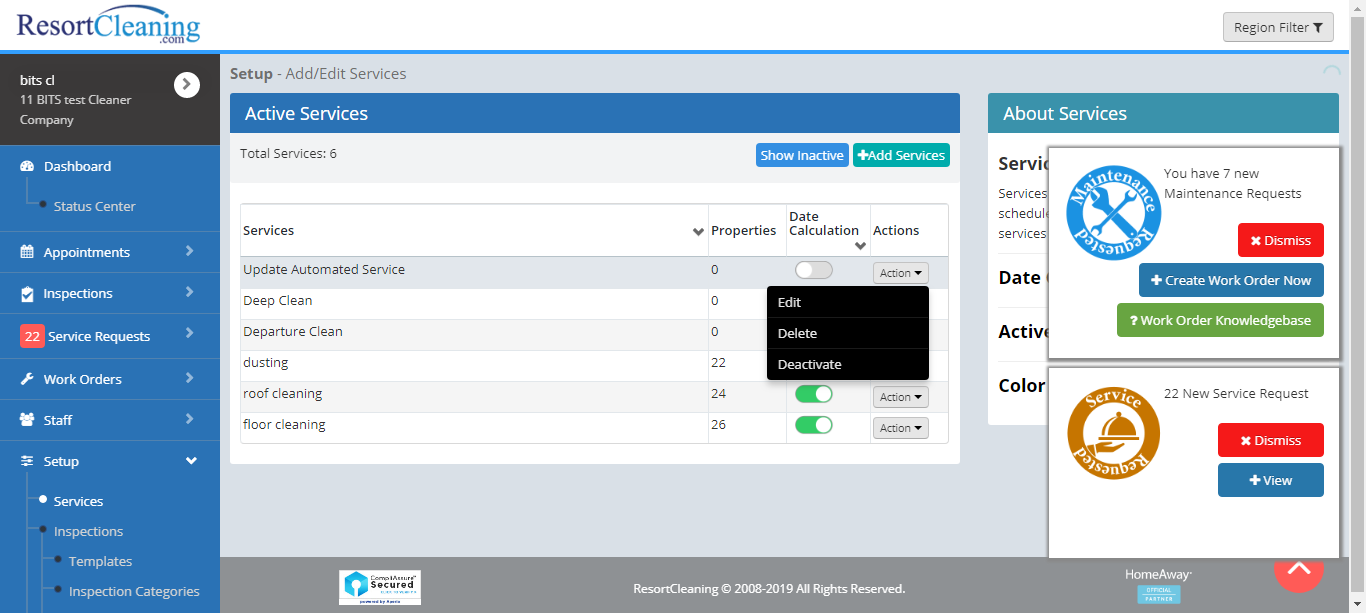 ResortCleaning
.com
Region Filter
bits cl
11 BITS test Cleaner
Company
Dashboard
Status Center
Appointments
Inspections
22 Service Requests
Work Orders
Staff
Setup
Services
Inspections
Templates
Inspection Categories
Setup - Add/Edit Services
Active Services
Total Services: 6
Show Inactive
Add Services
Services Properties Date Calculation Actions
Update Automated Service 0 Action
Deep Clean 0
Departure Clean 0
dusting 22
roof cleaning 24 Action
floor cleaning 26 Action
Edit
Delete
Deactivate
About Services
Servic
Services
schedul
services
Date
Active
Color
Maintenance
Requested
You have 7 new
Maintenance Requests
Dismiss
Create Work Order Now
? Work Order Knowledgebase
Service
Requested
22 New Service Request
Dismiss
View
CompliAssure
Secured
ResortCleaning © 2008-2019 All Rights Reserved.
HomeAway
OFFICIAL
PARTNER